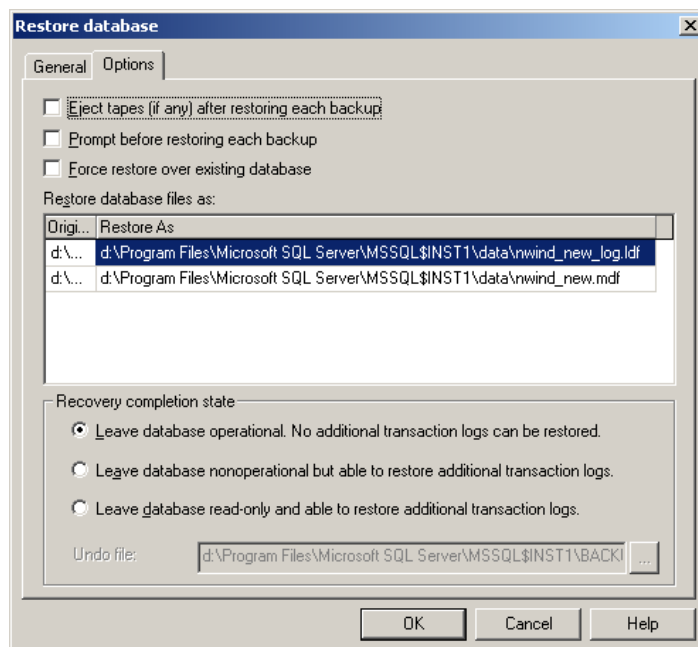 Restore database
General Options
Eject tapes (if any) after restoring each backup
Prompt before restoring each backup
Force restore over existing database
Restore database files as:
Origi... Restore As
d:\... d:\Program Files\Microsoft SQL Server\MSSQL$INST1\data\nwind_new_log.ldf
d:\... d:\Program Files\Microsoft SQL Server\MSSQL$INST1\data\nwind_new.mdf
Recovery completion state
Leave database operational. No additional transaction logs can be restored.
Leave database nonoperational but able to restore additional transaction logs.
Leave database read-only and able to restore additional transaction logs.
Undo file: d:\Program Files\Microsoft SQL Server\MSSQL$INST1\BACKU ...
OK Cancel Help